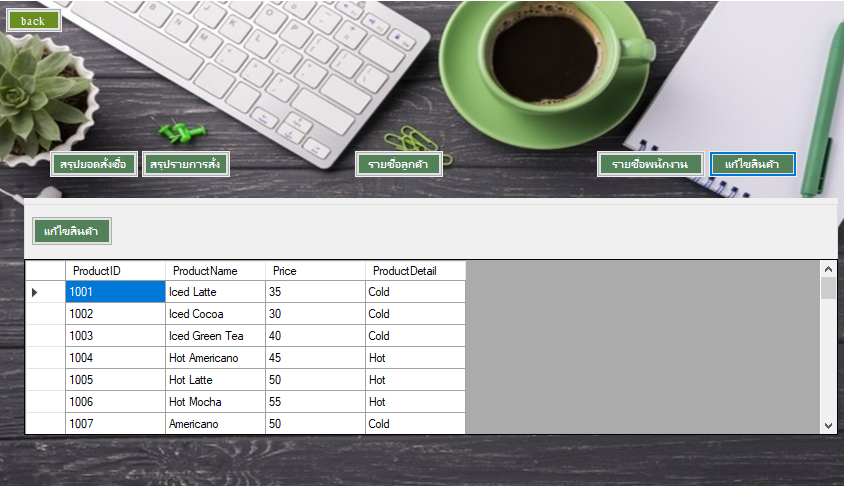 back
สรุปยอดสั่งซื้อ สรุปรายการสั่ง รายชื่อลูกค้า รายชื่อพนักงาน แก้ไขสินค้า
แก้ไขสินค้า
ProductID ProductName Price ProductDetail
1001 Iced Latte 35 Cold
1002 Iced Cocoa 30 Cold
1003 Iced Green Tea 40 Cold
1004 Hot Americano 45 Hot
1005 Hot Latte 50 Hot
1006 Hot Mocha 55 Hot
1007 Americano 50 Cold